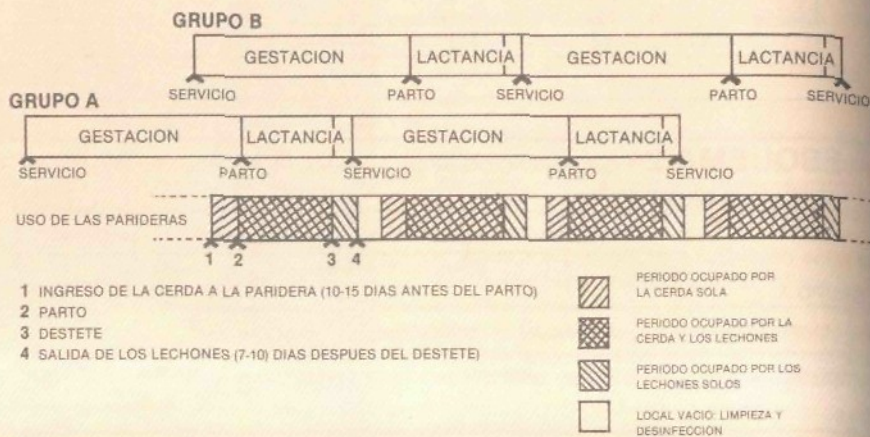 GRUPO B
GESTACION LACTANCIA GESTACION LACTANCIA
SERVICIO PARTO SERVICIO PARTO SERVICIO
GRUPO A
GESTACION LACTANCIA GESTACION LACTANCIA
SERVICIO PARTO SERVICIO PARTO SERVICIO
USO DE LAS PARIDERAS
1 2 3 4
1 INGRESO DE LA CERDA A LA PARIDERA (10-15 DIAS ANTES DEL PARTO)
2 PARTO
3 DESTETE
4 SALIDA DE LOS LECHONES (7-10) DIAS DESPUES DEL DESTETE)
PERIODO OCUPADO POR
LA CERDA SOLA
PERIODO OCUPADO POR LA
CERDA Y LOS LECHONES
PERIODO OCUPADO POR LOS
LECHONES SOLOS
LOCAL VACIO: LIMPIEZA Y
DESINFECCIÓN